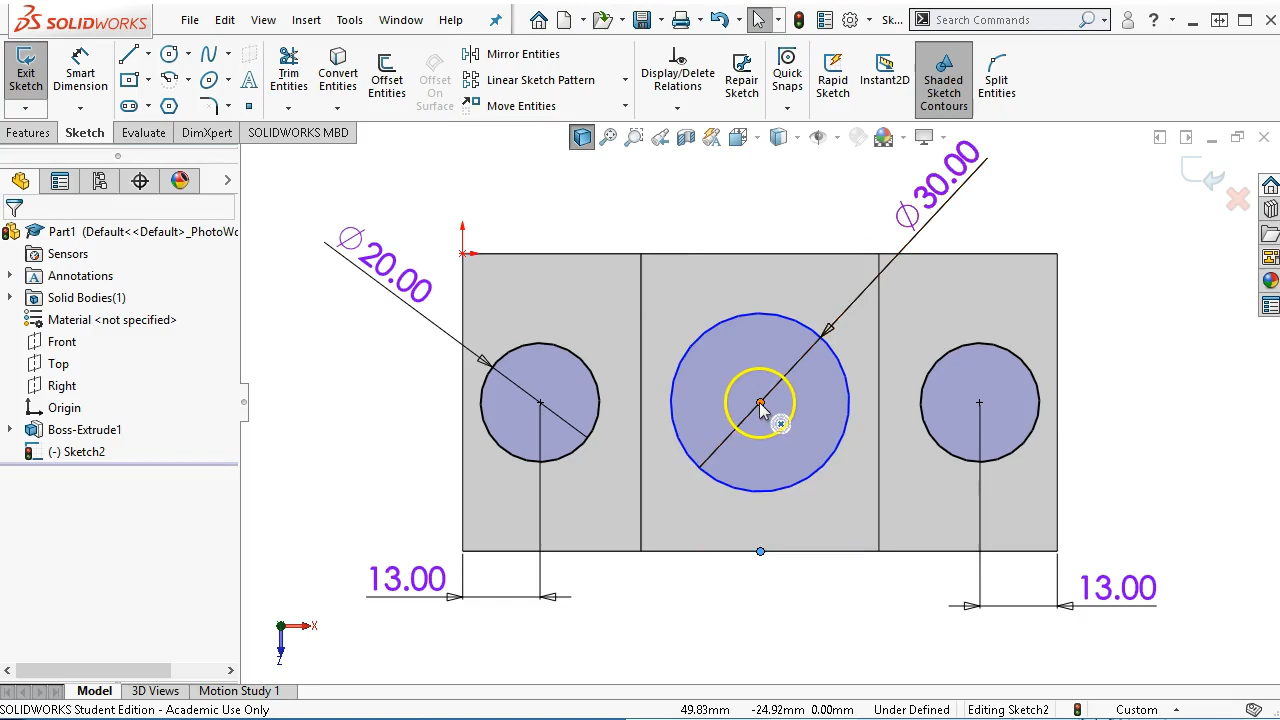 SOLIDWORKS File Edit View Insert Tools Window Help Sk... Search Commands ?
Exit Sketch
Smart Dimension
Trim Entities
Convert Entities
Offset Entities
Offset On Surface
Mirror Entities
Linear Sketch Pattern
Move Entities
Display/Delete Relations
Repair Sketch
Quick Snaps
Rapid Sketch
Instant2D
Shaded Sketch Contours
Split Entities
Features Sketch Evaluate DimXpert SOLIDWORKS MBD
Part1 (Default<<Default>_PhotoWo
Sensors
Annotations
Solid Bodies(1)
Material <not specified>
Front
Top
Right
Origin
Boss-Extrude1
(-) Sketch2
∅30.00
∅20.00
13.00
13.00
X
Z
Model 3D Views Motion Study 1
SOLIDWORKS Student Edition - Academic Use Only 49.83mm -24.92mm 0.00mm Under Defined Editing Sketch2 Custom